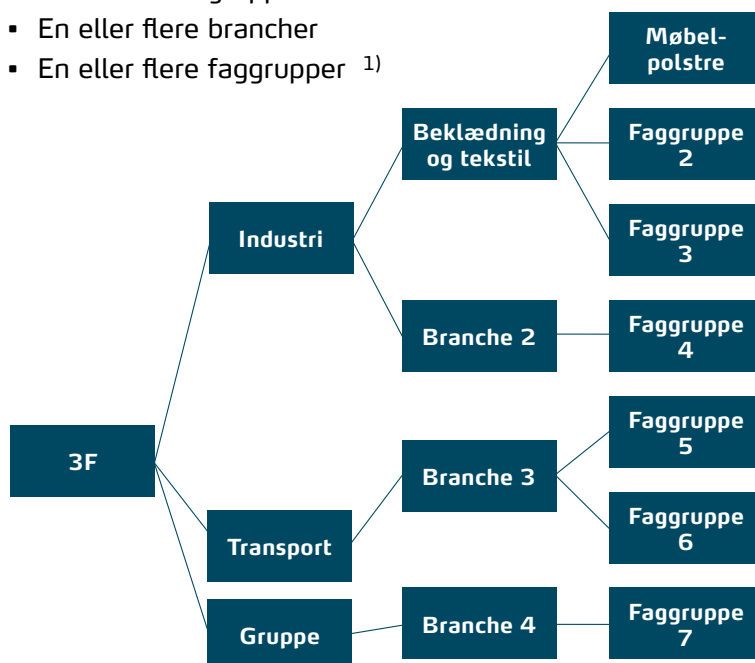 ▪ En eller flere brancher
▪ En eller flere faggrupper 1)
Møbel-
polstre
Beklædning
og tekstil
Faggruppe
2
Industri
Faggruppe
3
Branche 2
Faggruppe
4
3F
Branche 3
Faggruppe
5
Transport
Faggruppe
6
Gruppe
Branche 4
Faggruppe
7